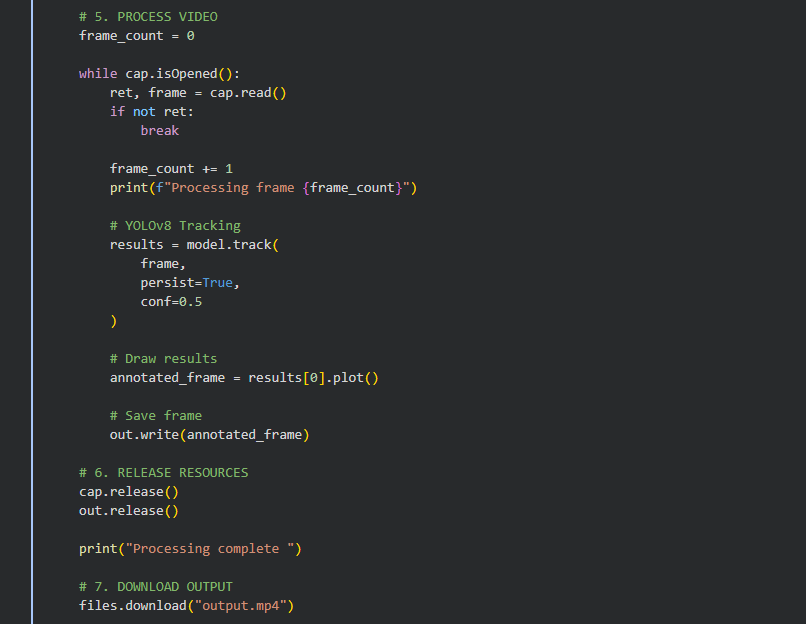 # 5. PROCESS VIDEO
frame_count = 0
while cap.isOpened():
    ret, frame = cap.read()
    if not ret:
        break
    frame_count += 1
    print(f"Processing frame {frame_count}")
    # YOLOv8 Tracking
    results = model.track(
        frame,
        persist=True,
        conf=0.5
    )
    # Draw results
    annotated_frame = results[0].plot()
    # Save frame
    out.write(annotated_frame)
# 6. RELEASE RESOURCES
cap.release()
out.release()
print("Processing complete ")
# 7. DOWNLOAD OUTPUT
files.download("output.mp4")